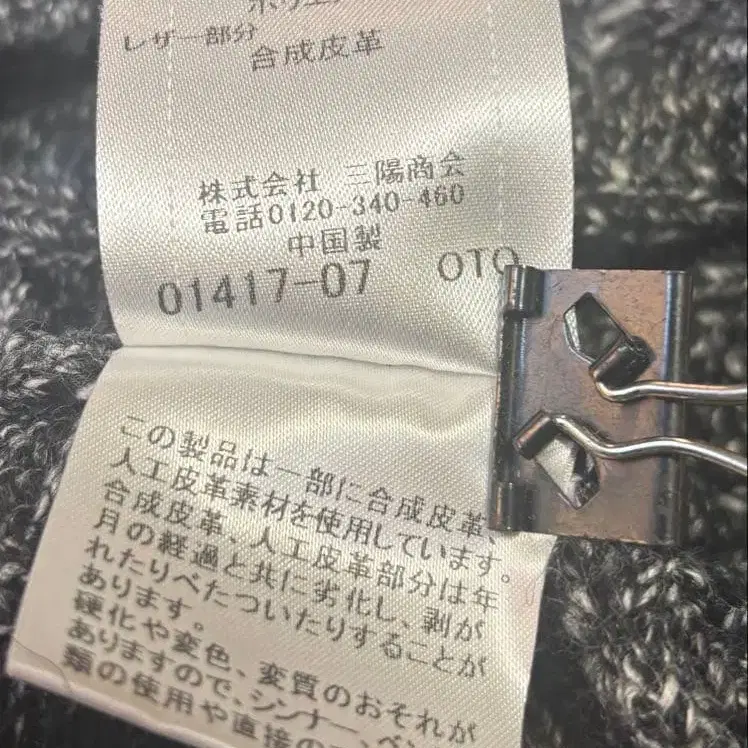 レザー部分
合成皮革
株式会社 三陽商会
電話0120-340-460
中国製
01417-07 OTO
この製品は一部に合成皮革、
人工皮革素材を使用しています。
合成皮革、人工皮革部分は年
月の経過と共に劣化し、剥が
れたりべたついたりすることが
あります。
硬化や変色、変質のおそれが
ありますので、シンナー、ベン
類の使用や直接の